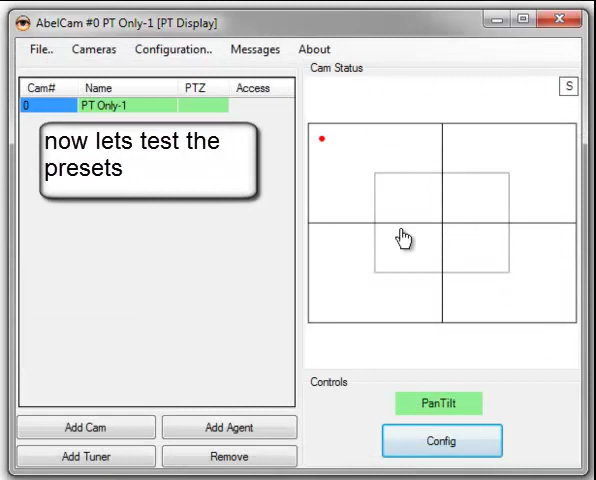 AbelCam #0 PT Only-1 [PT Display]
File.. Cameras Configuration.. Messages About
Cam Status
Cam# Name PTZ Access
S
0 PT Only-1
now lets test the
presets
Controls
PanTilt
Add Cam Add Agent
Config
Add Tuner Remove